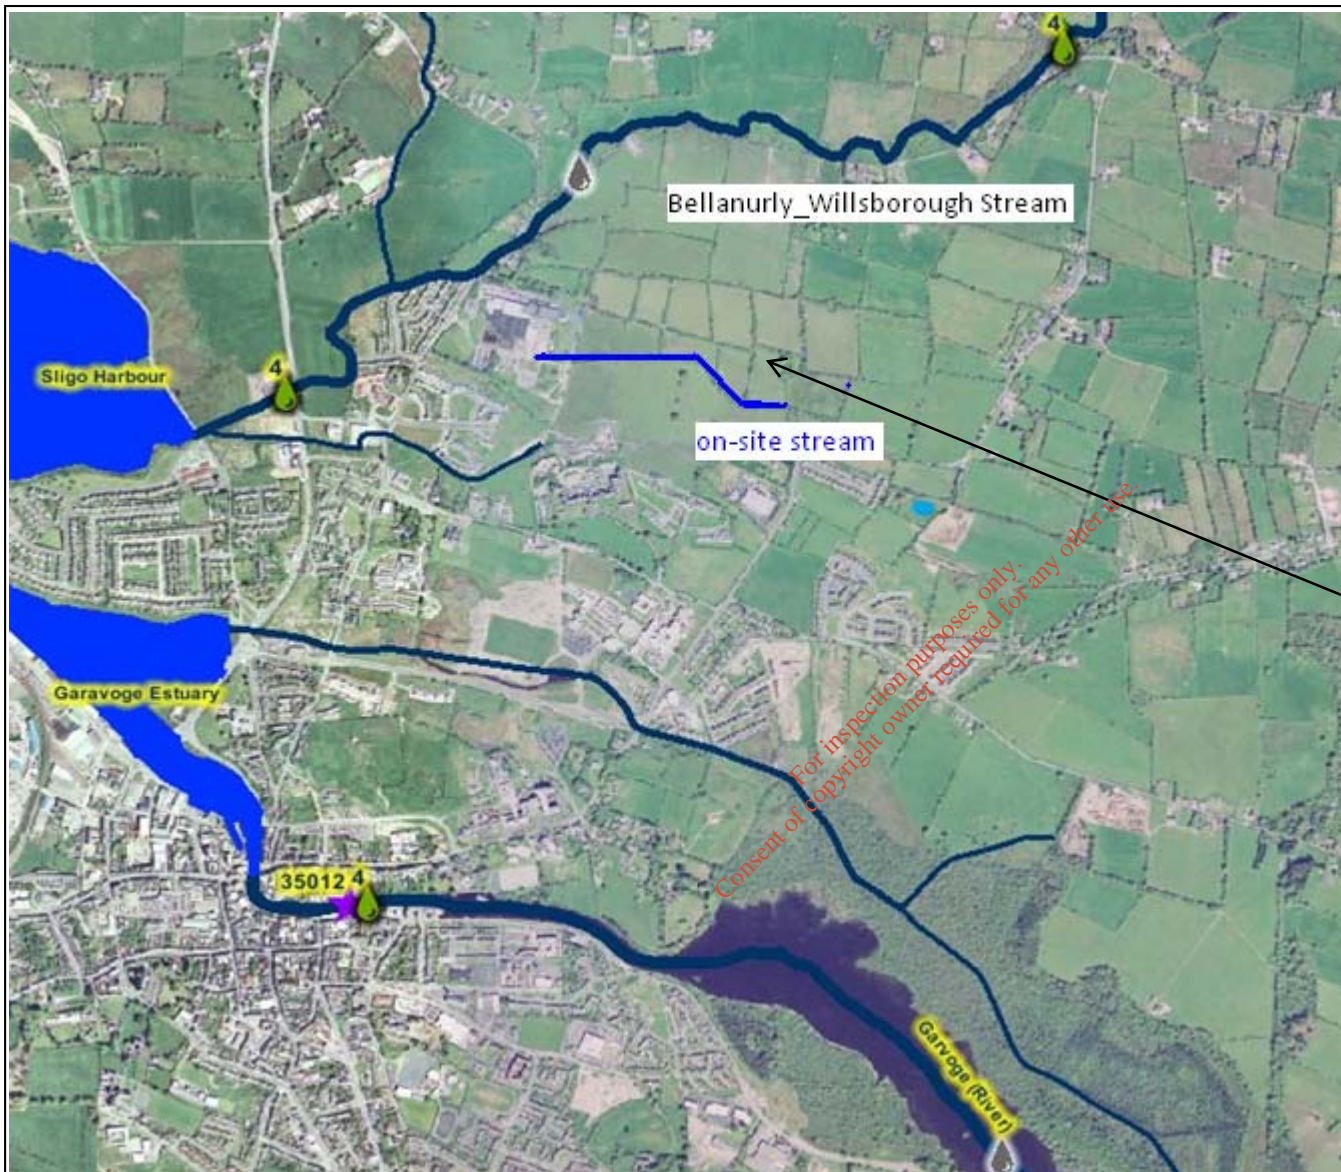 4
Bellanurly_Willsborough Stream
4
Sligo Harbour
on-site stream
For inspection purposes only.
Consent of copyright owner required for any other use.
Garavoge Estuary
35012 4
Garvoge (River)